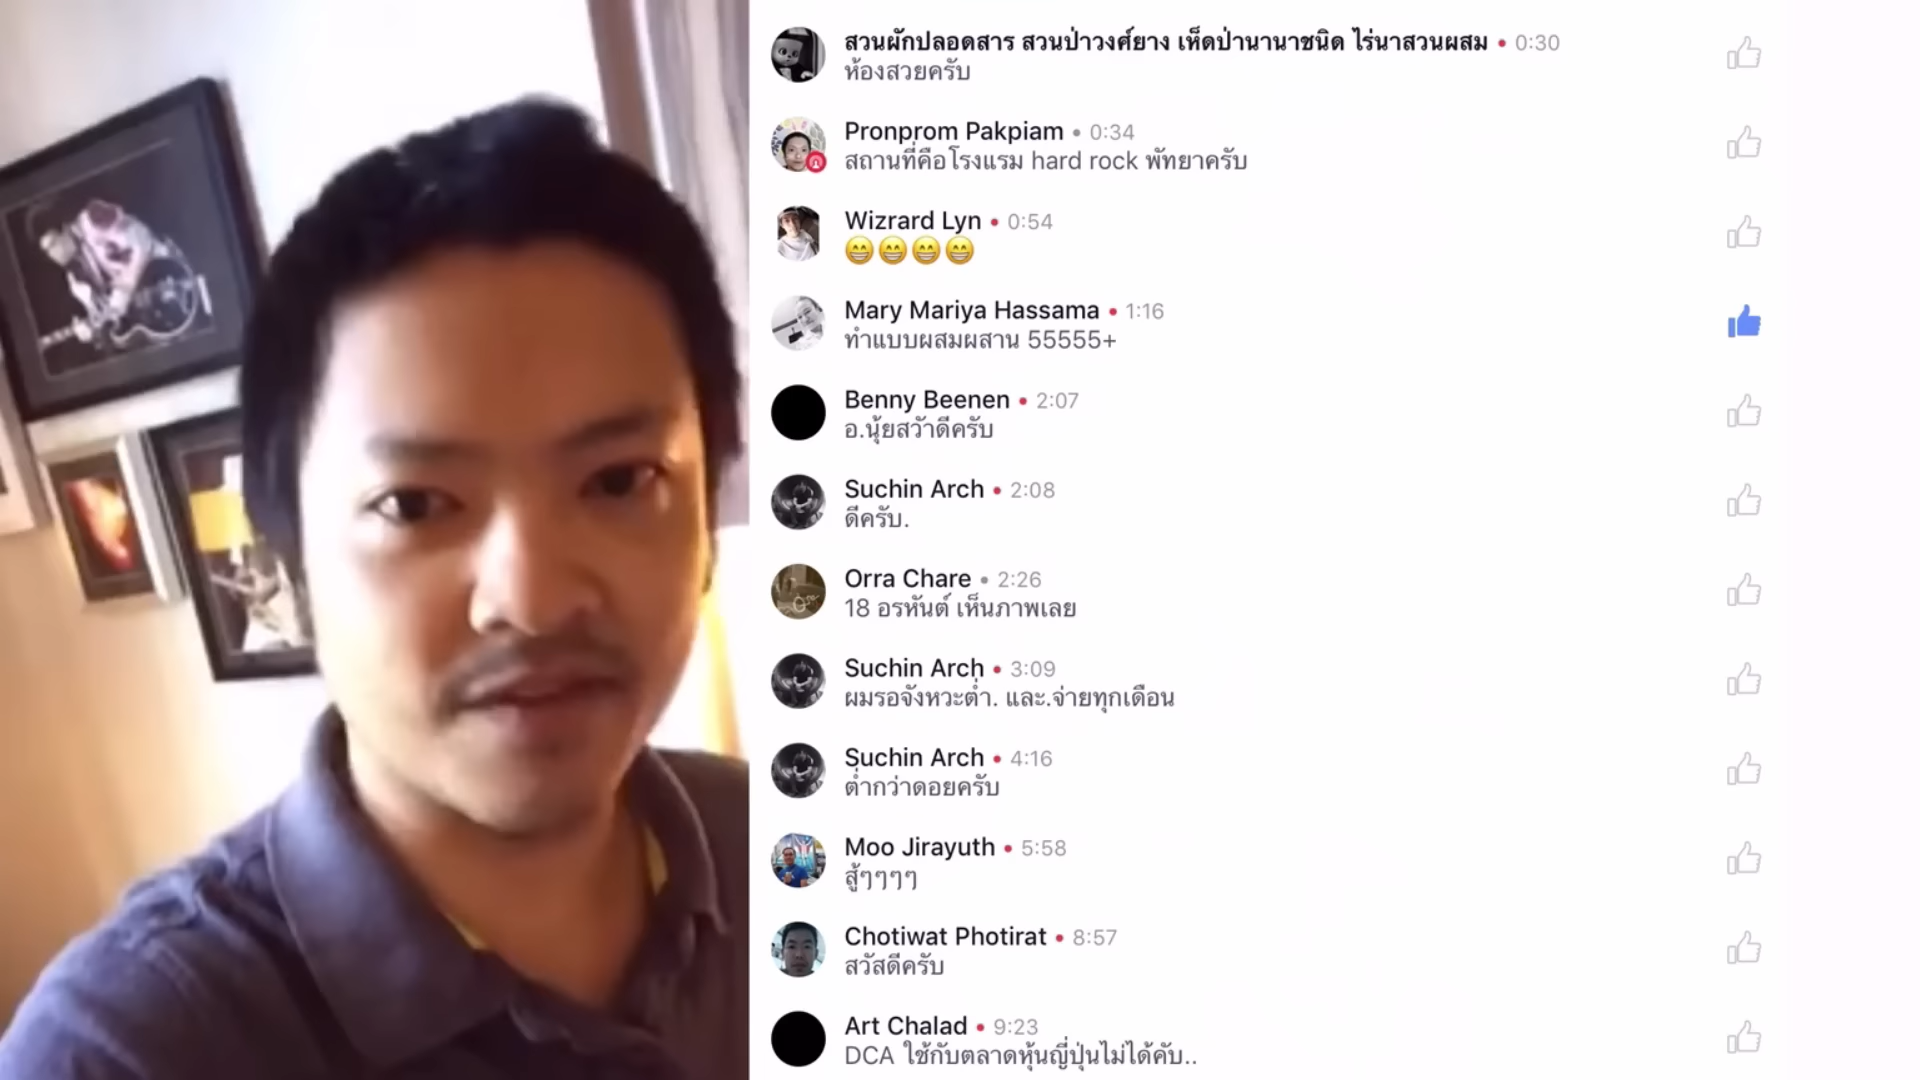 สวนผักปลอดสาร สวนป่าวงศ์ยาง เห็ดป่านานาชนิด ไร่นาสวนผสม • 0:30
ห้องสวยครับ
Pronprom Pakpiam • 0:34
สถานที่คือโรงแรม hard rock พัทยาครับ
Wizrard Lyn • 0:54
😁😁😁😁
Mary Mariya Hassama • 1:16
ทำแบบผสมผสาน 55555+
Benny Beenen • 2:07
อ.นุ้ยสวัาดีครับ
Suchin Arch • 2:08
ดีครับ.
Orra Chare • 2:26
18 อรหันต์ เห็นภาพเลย
Suchin Arch • 3:09
ผมรอจังหวะต่ำ. และ.จ่ายทุกเดือน
Suchin Arch • 4:16
ต่ำกว่าดอยครับ
Moo Jirayuth • 5:58
สู้ๆๆๆๆ
Chotiwat Photirat • 8:57
สวัสดีครับ
Art Chalad • 9:23
DCA ใช้กับตลาดหุ้นญี่ปุ่นไม่ได้คับ..